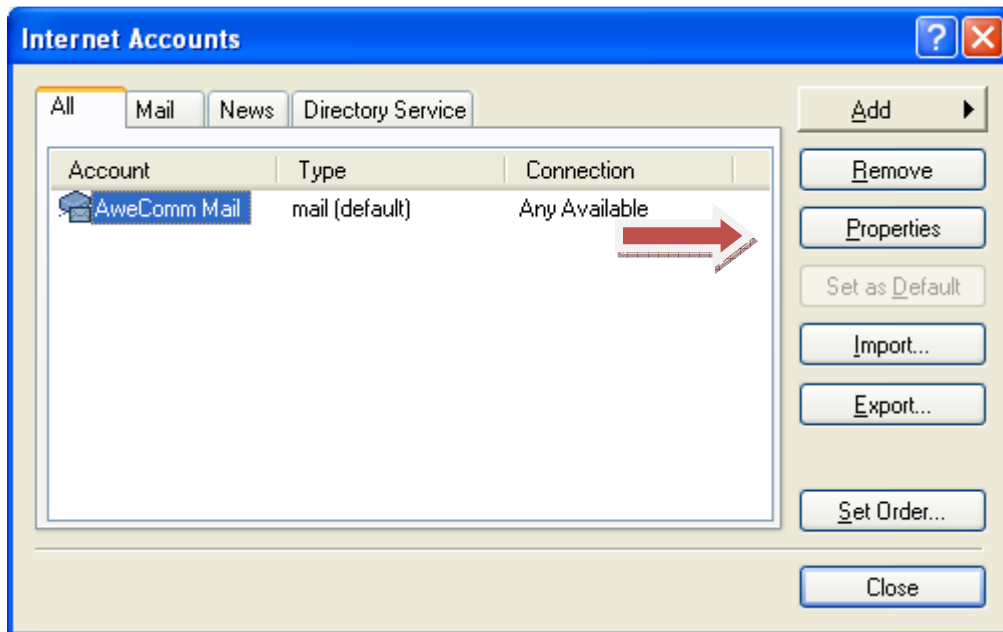 Internet Accounts
All Mail News Directory Service
Account Type Connection
AweComm Mail mail (default) Any Available
Add
Remove
Properties
Set as Default
Import...
Export...
Set Order...
Close